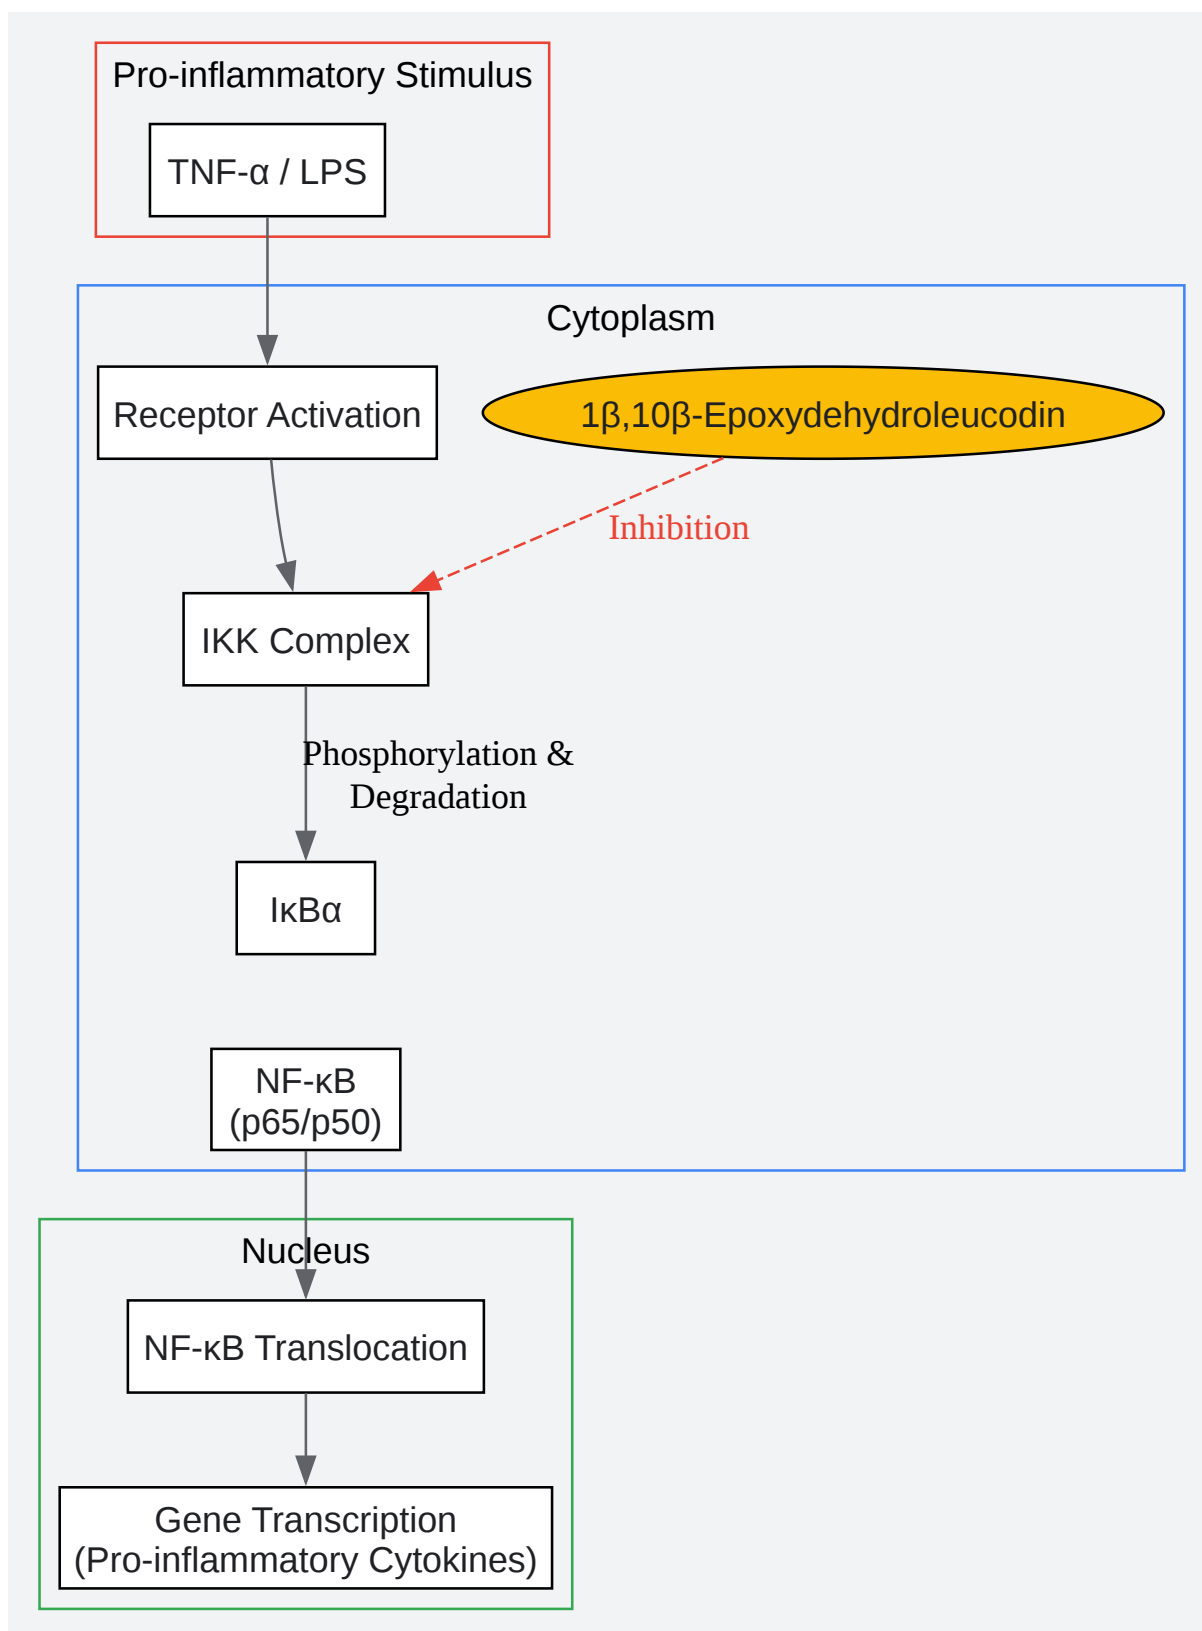 Pro-inflammatory Stimulus
TNF-α / LPS
Cytoplasm
Receptor Activation
1β,10β-Epoxydehydroleucodin
Inhibition
IKK Complex
Phosphorylation &
Degradation
IκBα
NF-κB
(p65/p50)
Nucleus
NF-κB Translocation
Gene Transcription
(Pro-inflammatory Cytokines)